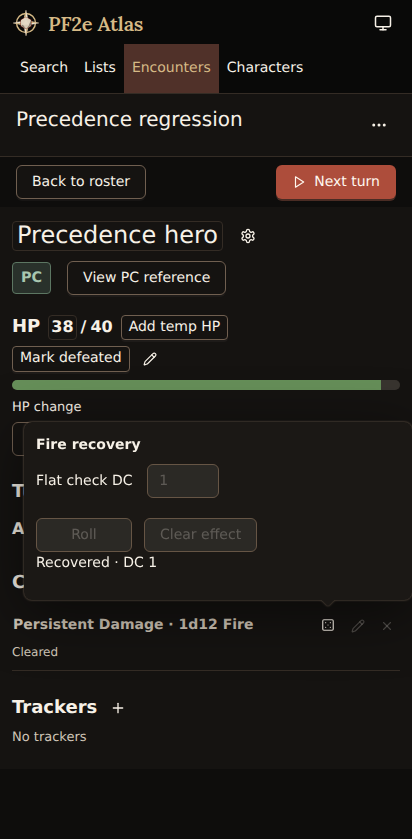 PF2e Atlas
Search Lists Encounters Characters
Precedence regression
...
Back to roster Next turn
Precedence hero
PC View PC reference
HP 38 / 40 Add temp HP
Mark defeated
HP change
Fire recovery
Flat check DC 1
Roll Clear effect
Recovered · DC 1
Persistent Damage · 1d12 Fire
Cleared
Trackers +
No trackers